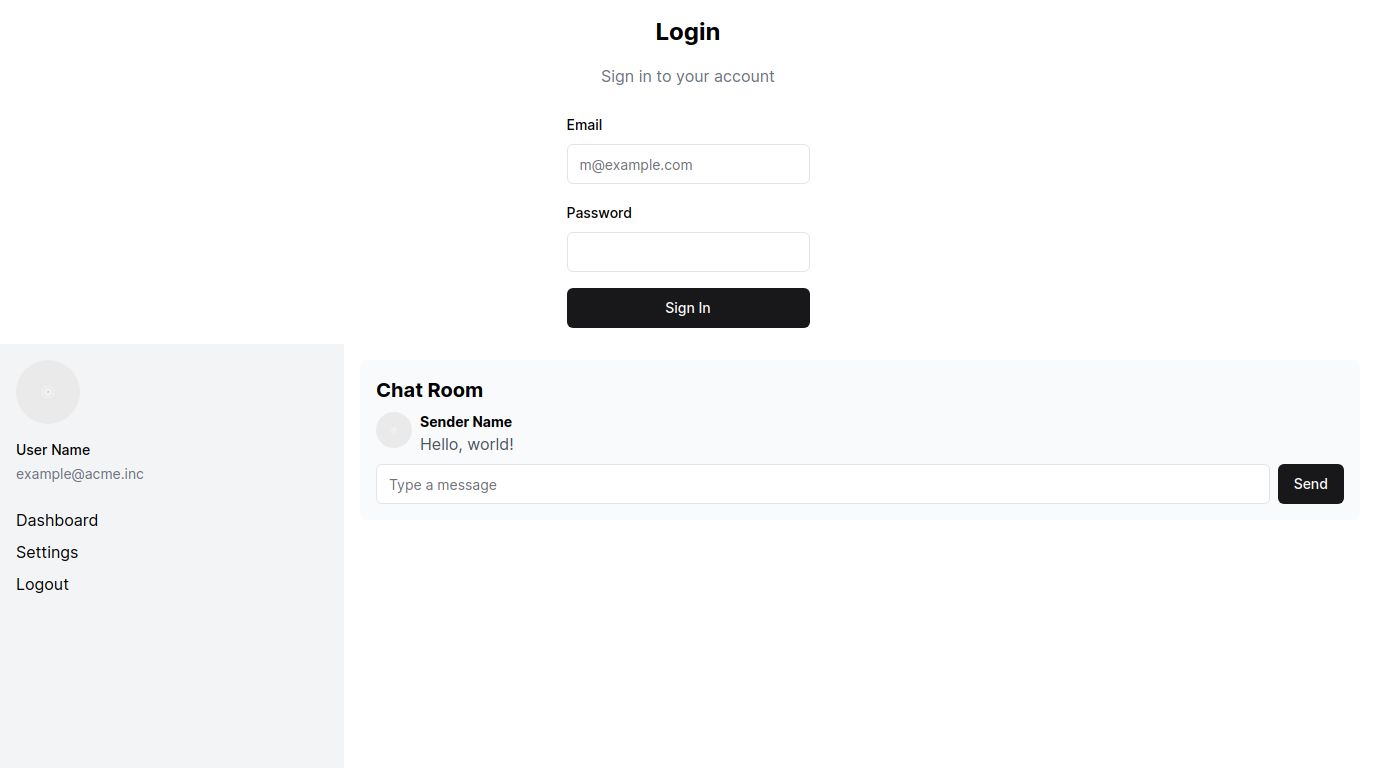 Login
Sign in to your account
Email
m@example.com
Password
Sign In
User Name
example@acme.inc
Dashboard
Settings
Logout
Chat Room
Sender Name
Hello, world!
Type a message
Send